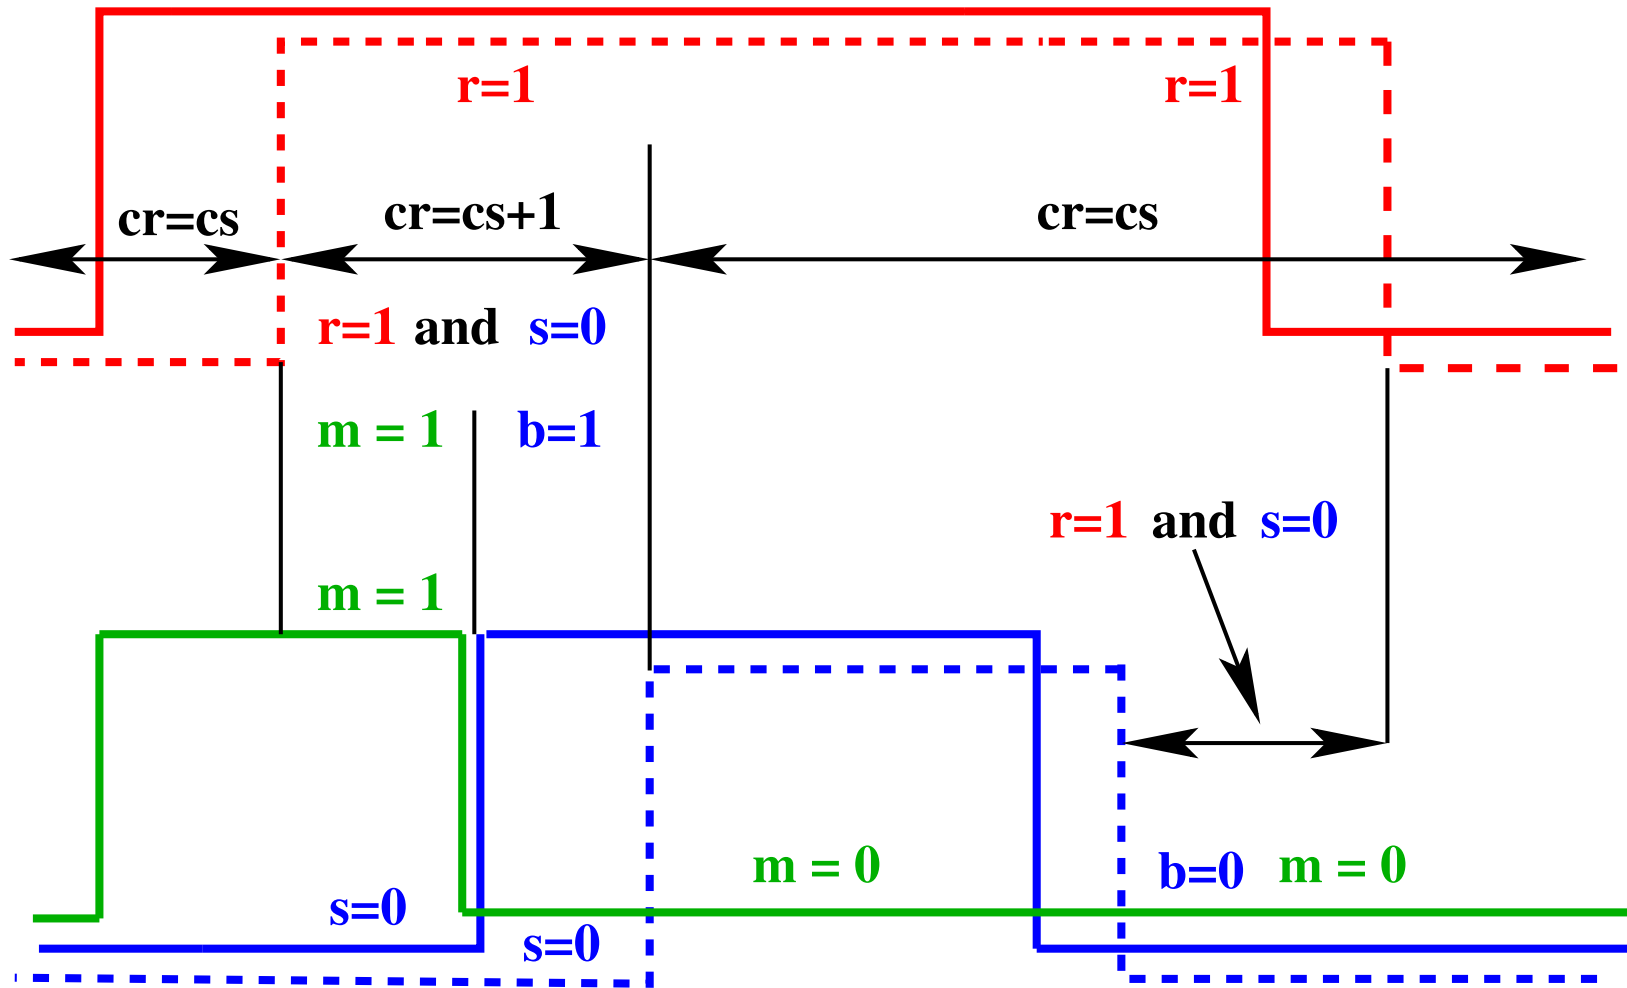 r=1 r=1
cr=cs cr=cs+1 cr=cs
r=1 and s=0
m = 1 b=1
r=1 and s=0
m = 1
m = 0 b=0 m = 0
s=0
s=0